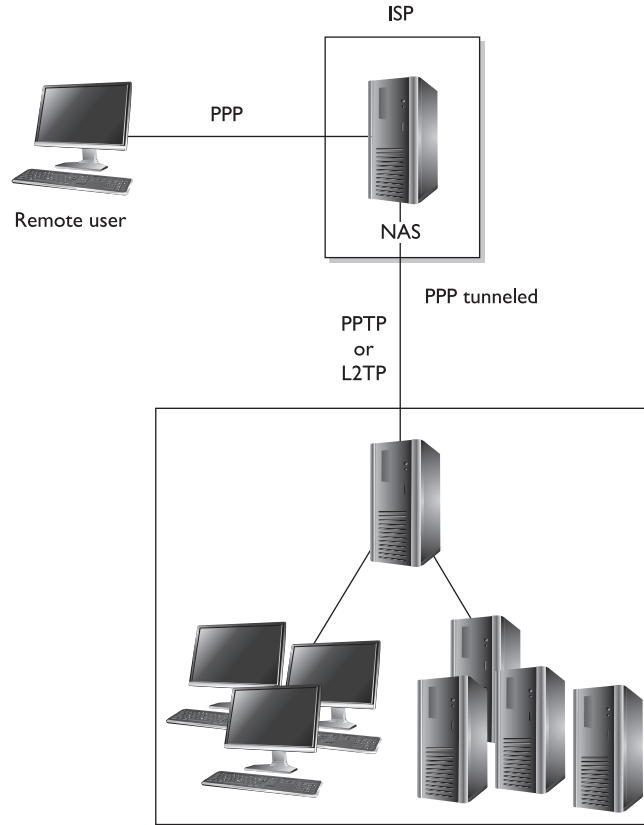 ISP
PPP
Remote user
NAS
PPP tunneled
PPTP
or
L2TP